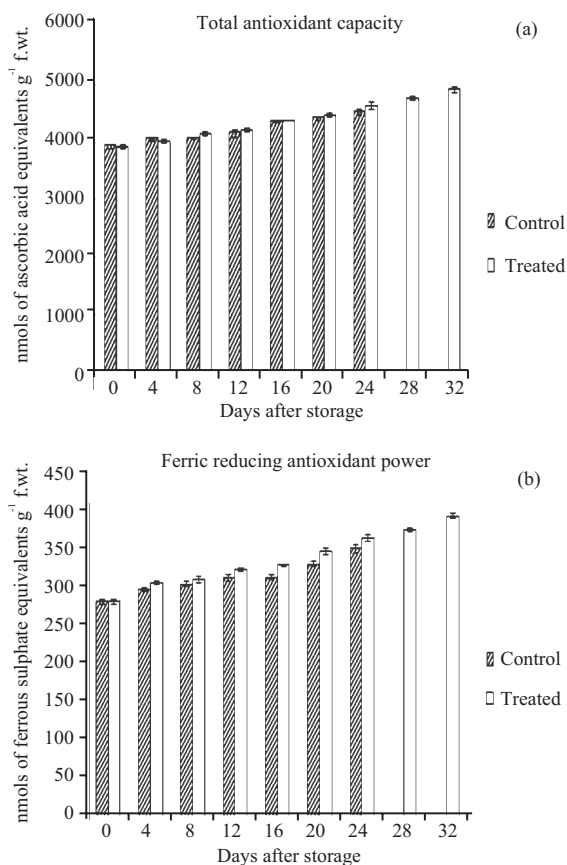 Total antioxidant capacity
(a)
nmols of ascorbic acid equivalents g⁻¹ f.wt.
6000
5000
4000
3000
2000
1000
0
Control
Treated
0 4 8 12 16 20 24 28 32
Days after storage
Ferric reducing antioxidant power
(b)
nmols of ferrous sulphate equivalents g⁻¹ f.wt.
450
400
350
300
250
200
150
100
50
0
Control
Treated
0 4 8 12 16 20 24 28 32
Days after storage